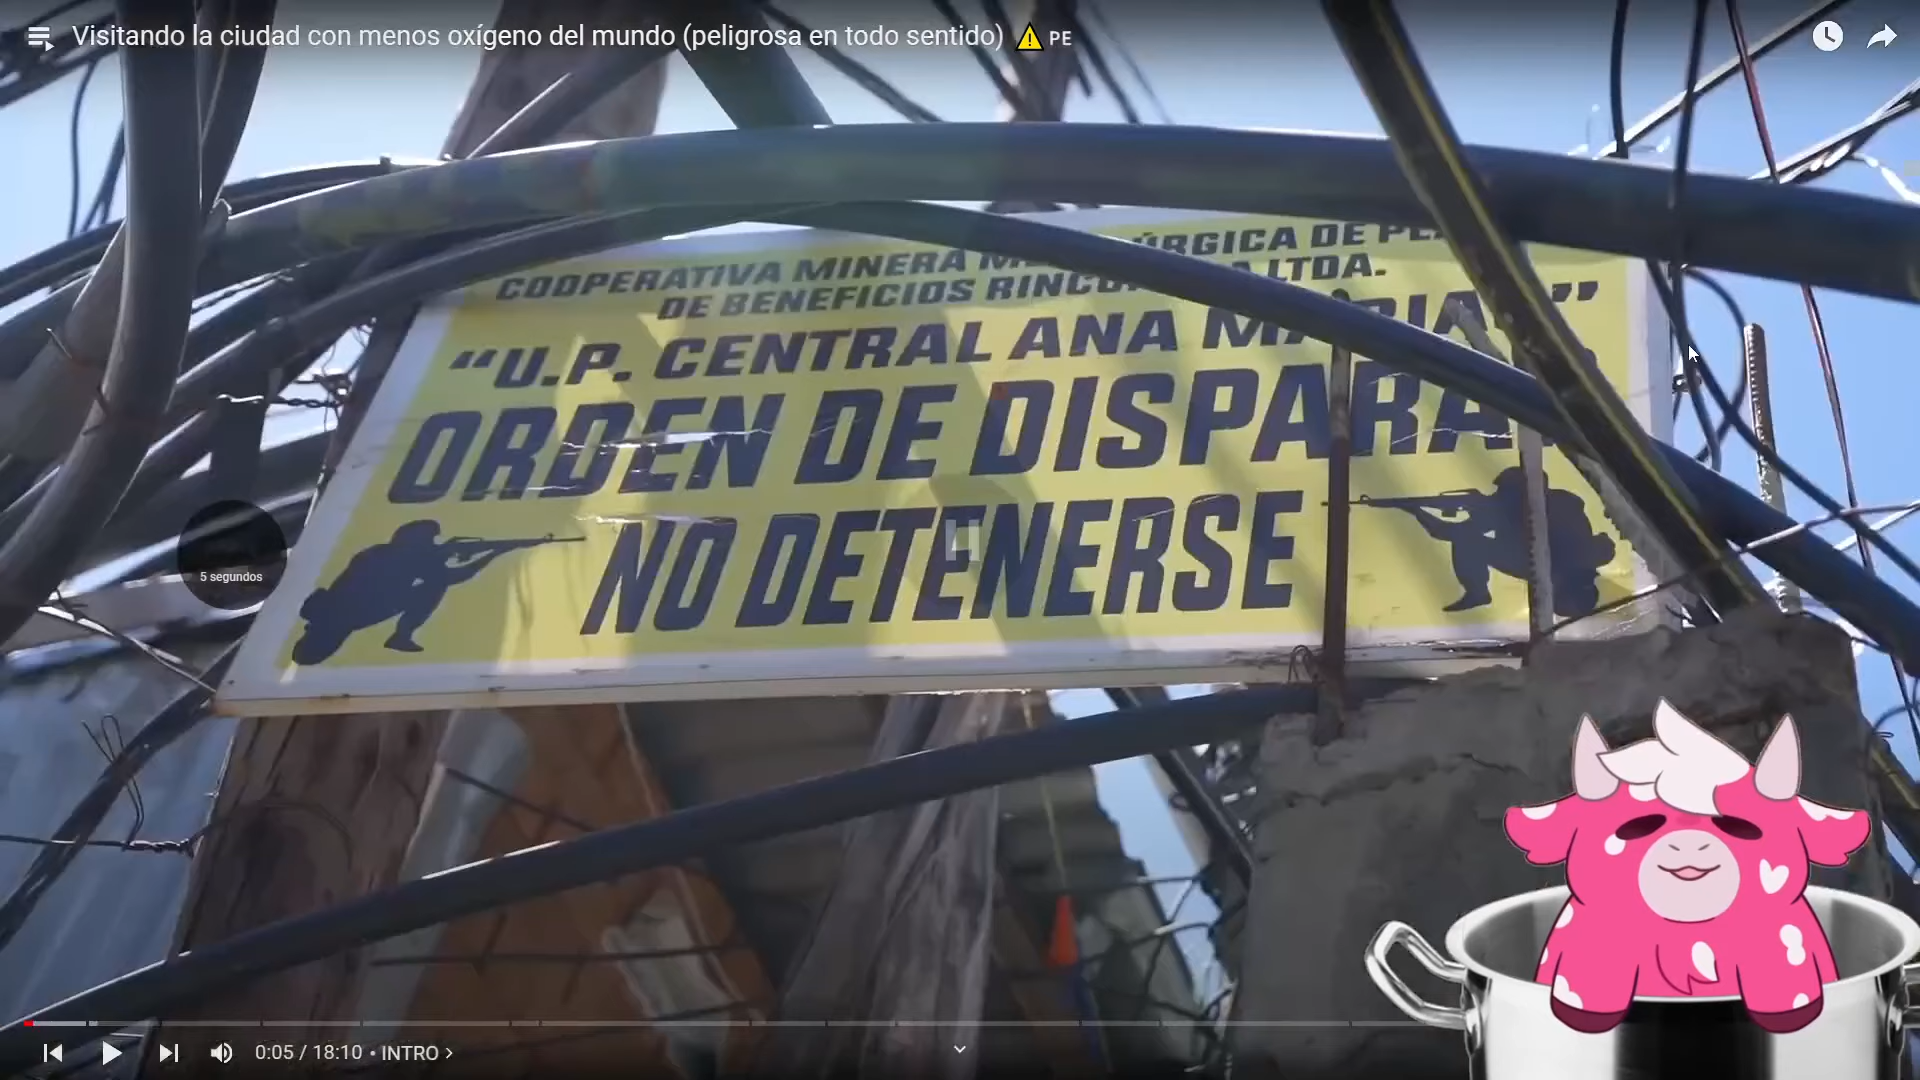 Visitando la ciudad con menos oxígeno del mundo (peligrosa en todo sentido) ⚠ PE
COOPERATIVA MINERA DE
DE BENEFICIOS LTDA.
"U.P. CENTRAL ANA "
ORDEN DE
NO DETENERSE
5 segundos
0:05 / 18:10 • INTRO >